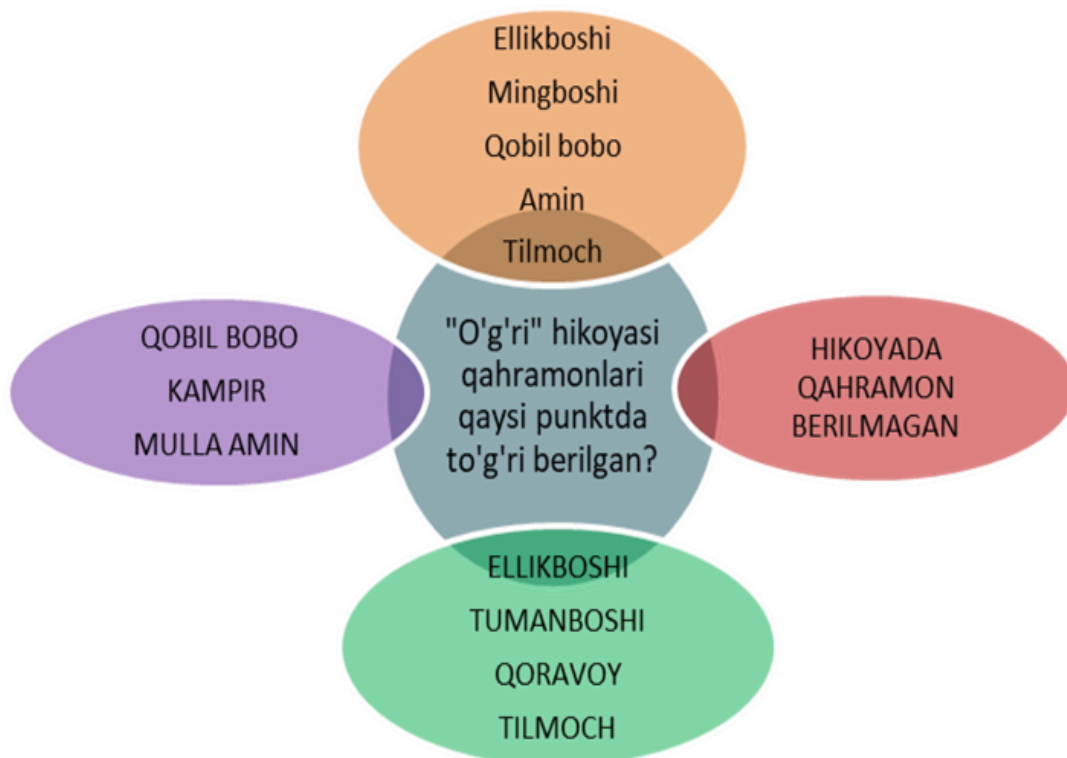 Ellikboshi
Mingboshi
Qobil bobo
Amin
Tilmoch
"O'g'ri" hikoyasi
qahramonlari
qaysi punktda
to'g'ri berilgan?
QOBIL BOBO
KAMPIR
MULLA AMIN
HIKOYADA
QAHRAMON
BERILMAGAN
ELLIKBOSHI
TUMANBOSHI
QORAVOY
TILMOCH